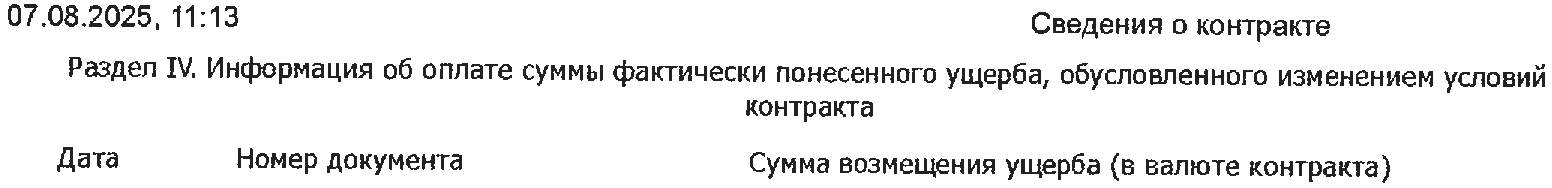 07.08.2025, 11:13 Сведения о контракте
Раздел IV. Информация об оплате суммы фактически понесенного ущерба, обусловленного изменением условий
контракта
Дата Номер документа Сумма возмещения ущерба (в валюте контракта)